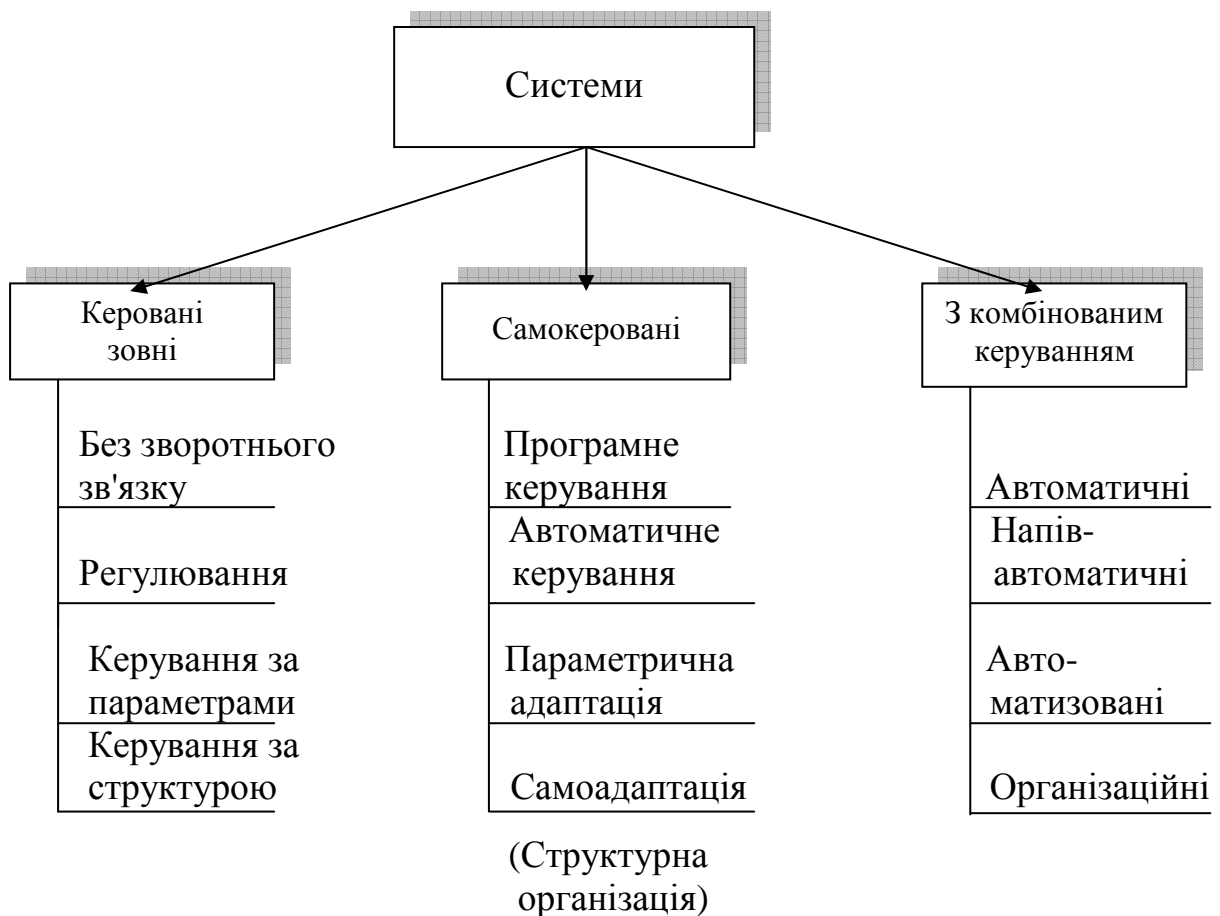 Системи
Керовані
зовні
Без зворотнього
зв'язку
Регулювання
Керування за
параметрами
Керування за
структурою
Самокеровані
Програмне
керування
Автоматичне
керування
Параметрична
адаптація
Самоадаптація
(Структурна
організація)
З комбінованим
керуванням
Автоматичні
Напів-
автоматичні
Авто-
матизовані
Організаційні